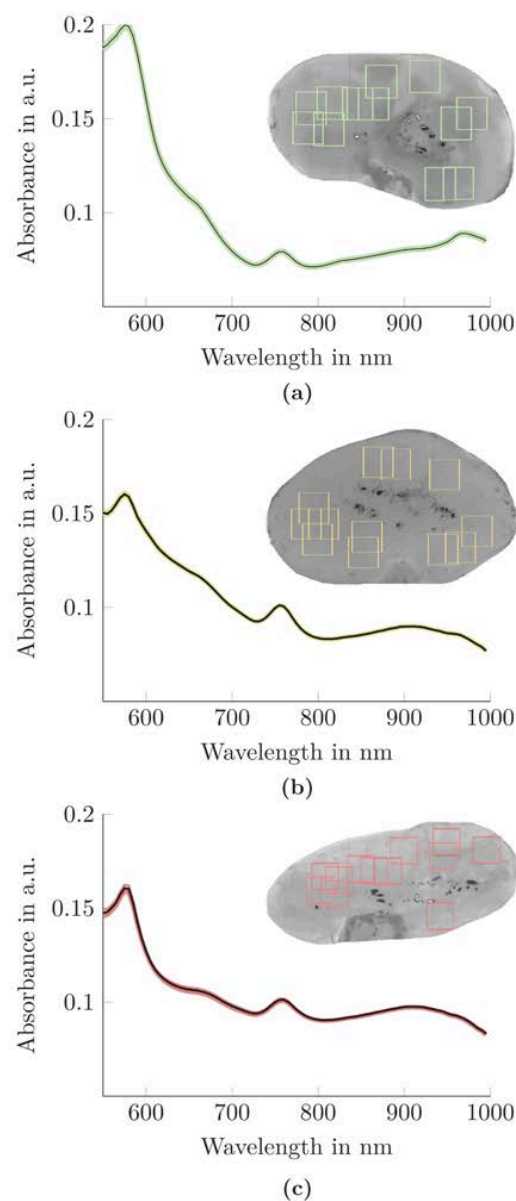 0.2
0.15
0.1
Absorbance in a.u.
600 700 800 900 1000
Wavelength in nm
(a)
0.2
0.15
0.1
Absorbance in a.u.
600 700 800 900 1000
Wavelength in nm
(b)
0.2
0.15
0.1
Absorbance in a.u.
600 700 800 900 1000
Wavelength in nm
(c)